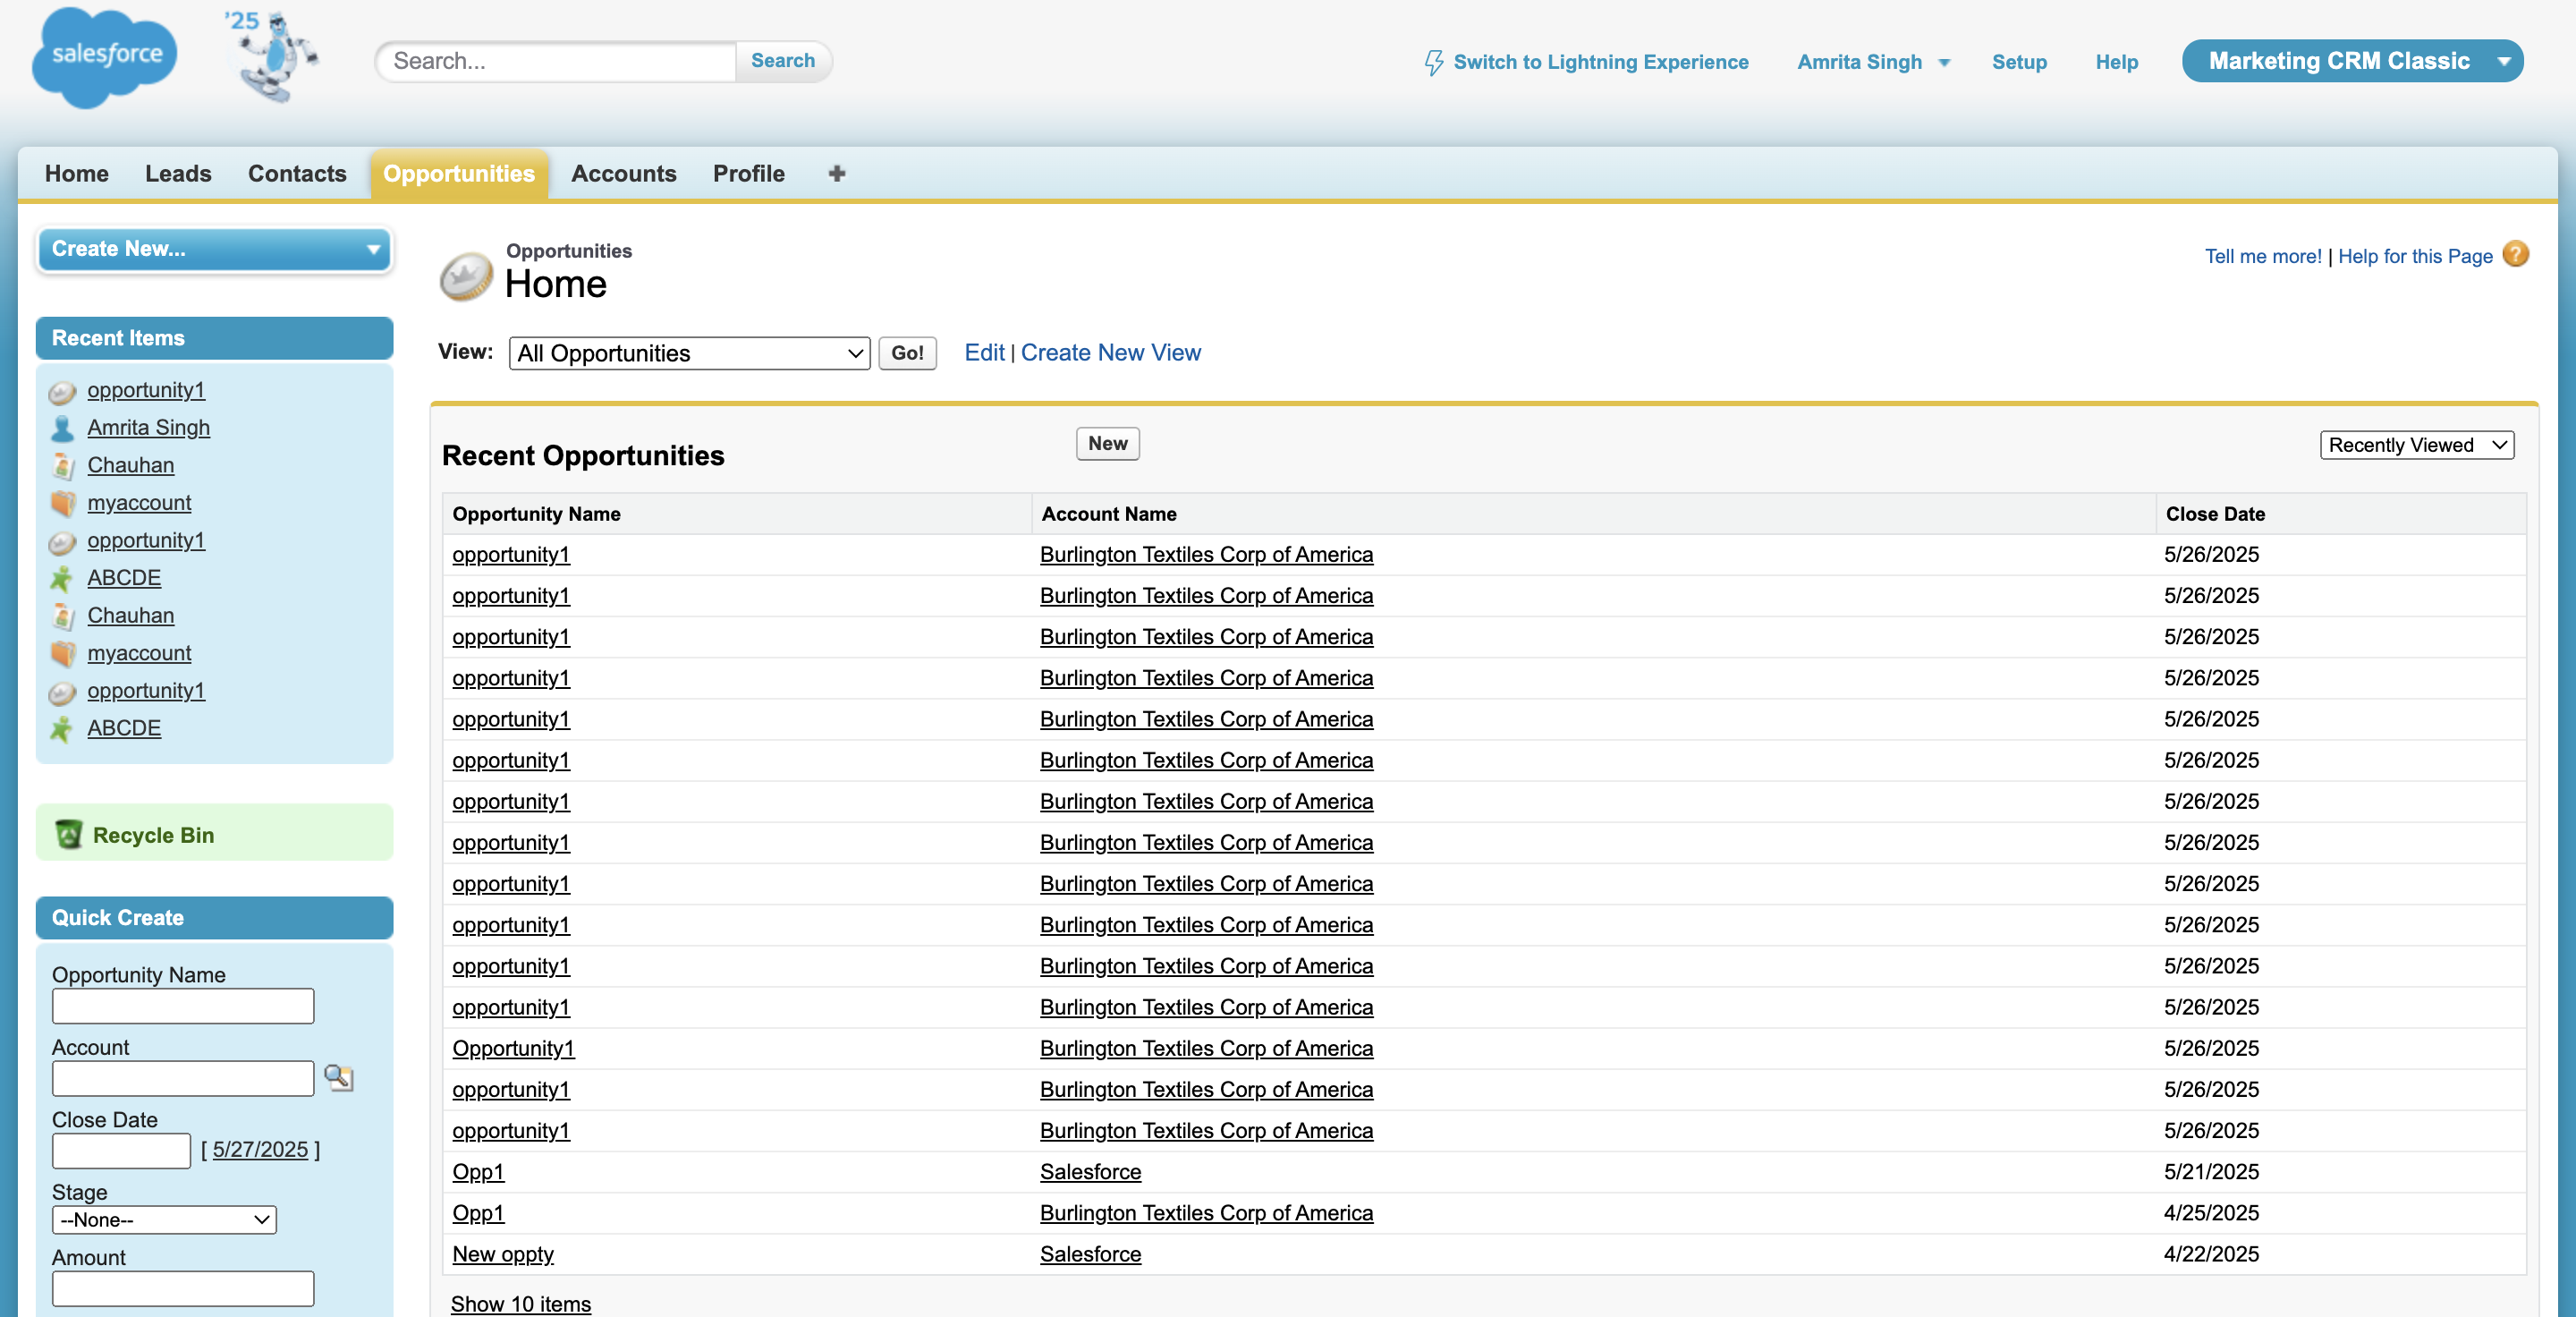 salesforce
'25
Search...
Search
Switch to Lightning Experience
Amrita Singh
Setup
Help
Marketing CRM Classic
Home
Leads
Contacts
Opportunities
Accounts
Profile
Create New...
Recent Items
opportunity1
Amrita Singh
Chauhan
myaccount
opportunity1
ABCDE
Chauhan
myaccount
opportunity1
ABCDE
Recycle Bin
Quick Create
Opportunity Name
Account
Close Date
[ 5/27/2025 ]
Stage
--None--
Amount
Opportunities
Home
Tell me more! | Help for this Page
View: All Opportunities Go! Edit | Create New View
Recent Opportunities New Recently Viewed
Opportunity Name Account Name Close Date
opportunity1 Burlington Textiles Corp of America 5/26/2025
opportunity1 Burlington Textiles Corp of America 5/26/2025
opportunity1 Burlington Textiles Corp of America 5/26/2025
opportunity1 Burlington Textiles Corp of America 5/26/2025
opportunity1 Burlington Textiles Corp of America 5/26/2025
opportunity1 Burlington Textiles Corp of America 5/26/2025
opportunity1 Burlington Textiles Corp of America 5/26/2025
opportunity1 Burlington Textiles Corp of America 5/26/2025
opportunity1 Burlington Textiles Corp of America 5/26/2025
opportunity1 Burlington Textiles Corp of America 5/26/2025
opportunity1 Burlington Textiles Corp of America 5/26/2025
opportunity1 Burlington Textiles Corp of America 5/26/2025
Opportunity1 Burlington Textiles Corp of America 5/26/2025
opportunity1 Burlington Textiles Corp of America 5/26/2025
opportunity1 Burlington Textiles Corp of America 5/26/2025
Opp1 Salesforce 5/21/2025
Opp1 Burlington Textiles Corp of America 4/25/2025
New oppty Salesforce 4/22/2025
Show 10 items